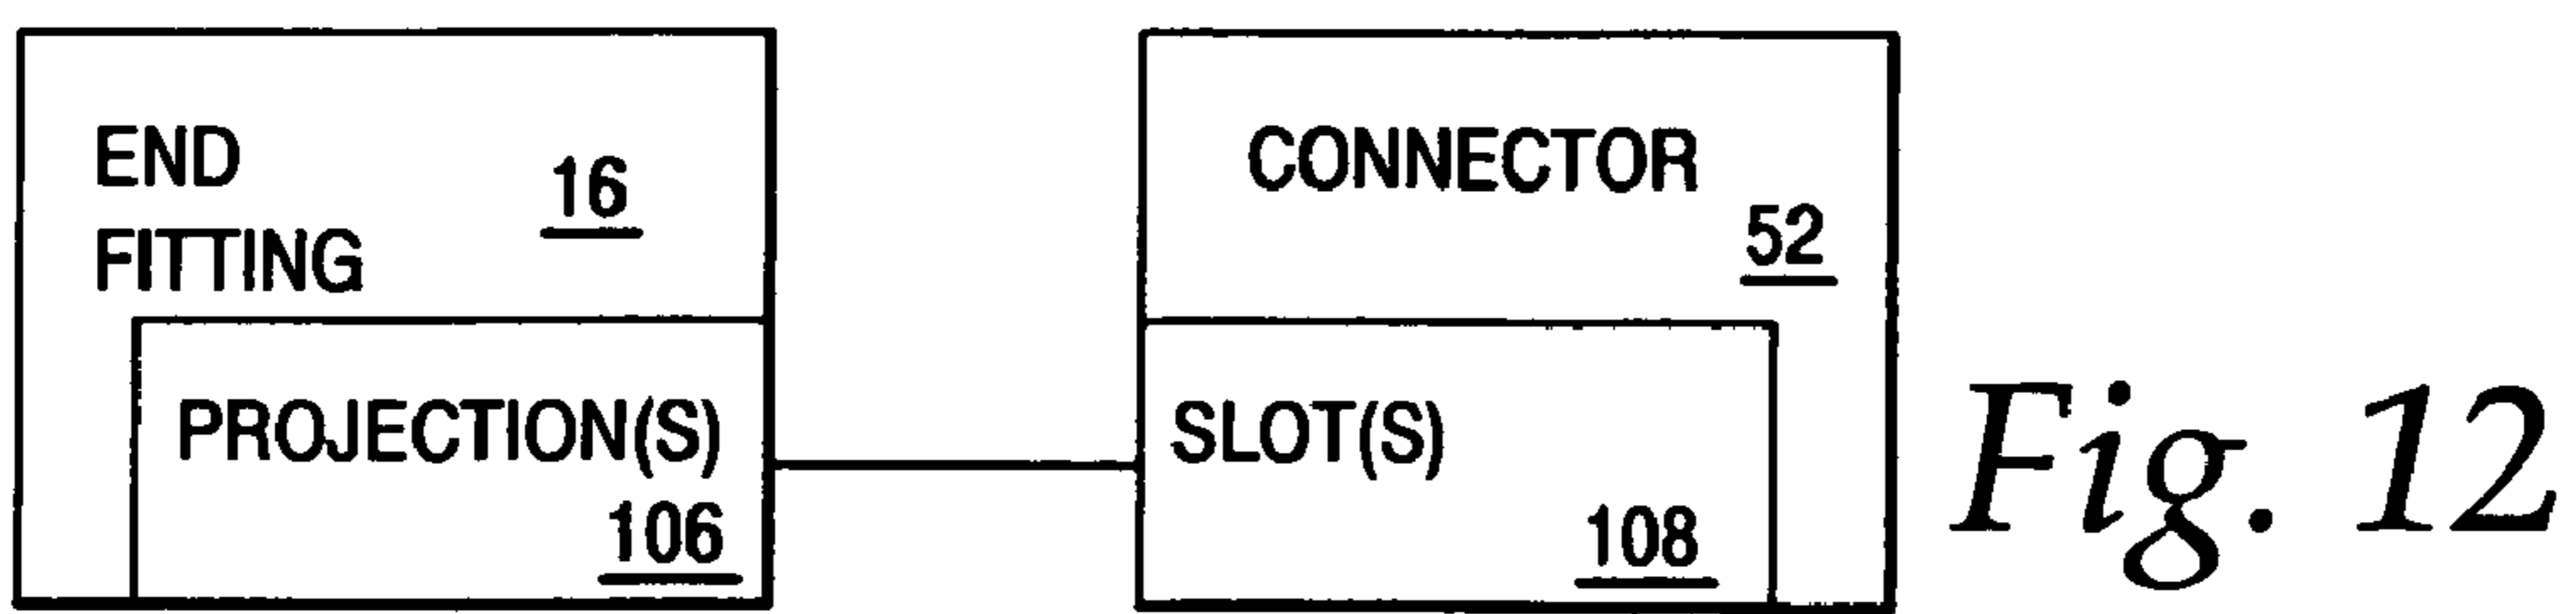 END
FITTING
16
PROJECTION(S)
106
CONNECTOR
52
SLOT(S)
108
Fig. 12